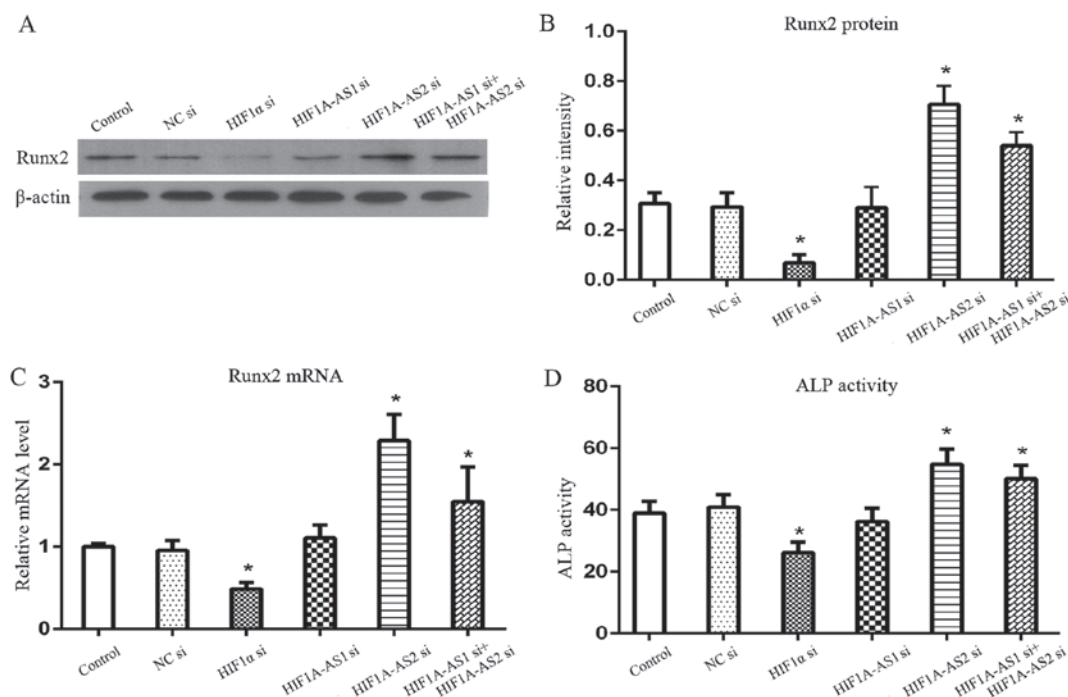 A
Control
NC si
HIF1α si
HIF1A-AS1 si
HIF1A-AS2 si
HIF1A-AS1 si+
HIF1A-AS2 si
Runx2
β-actin
B
Runx2 protein
Relative intensity
1.0
0.8
0.6
0.4
0.2
0.0
*
*
*
Control
NC si
HIF1α si
HIF1A-AS1 si
HIF1A-AS2 si
HIF1A-AS1 si+
HIF1A-AS2 si
C
Runx2 mRNA
Relative mRNA level
3
2
1
0
*
*
*
Control
NC si
HIF1α si
HIF1A-AS1 si
HIF1A-AS2 si
HIF1A-AS1 si+
HIF1A-AS2 si
D
ALP activity
ALP activity
80
60
40
20
0
*
*
*
Control
NC si
HIF1α si
HIF1A-AS1 si
HIF1A-AS2 si
HIF1A-AS1 si+
HIF1A-AS2 si